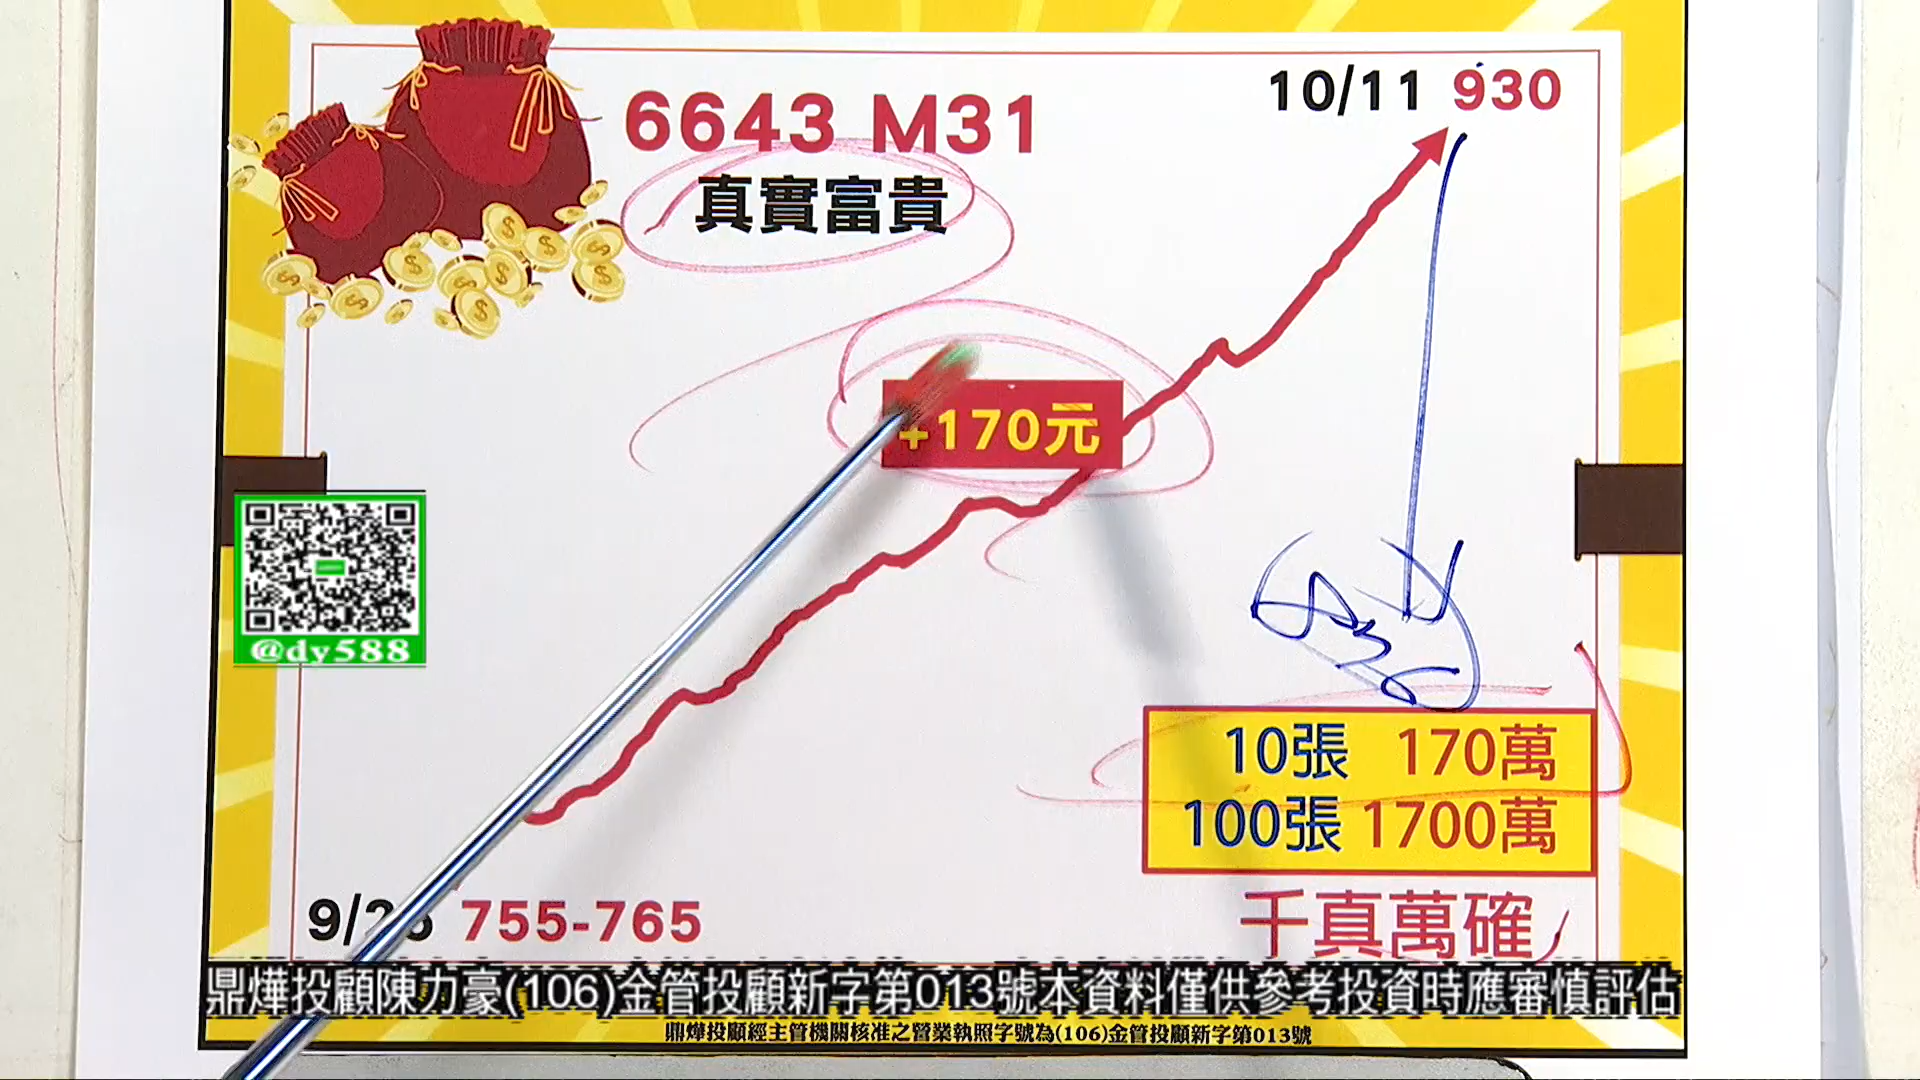 6643 M31
真實富貴
10/11 930
+170元
@dy588
10張 170萬
100張 1700萬
755-765
千真萬確
鼎燁投顧陳力豪(106)金管投顧新字第013號本資料僅供參考投資時應審慎評估
鼎燁投顧經主管機關核准之營業執照字號為(106)金管投顧新字第013號